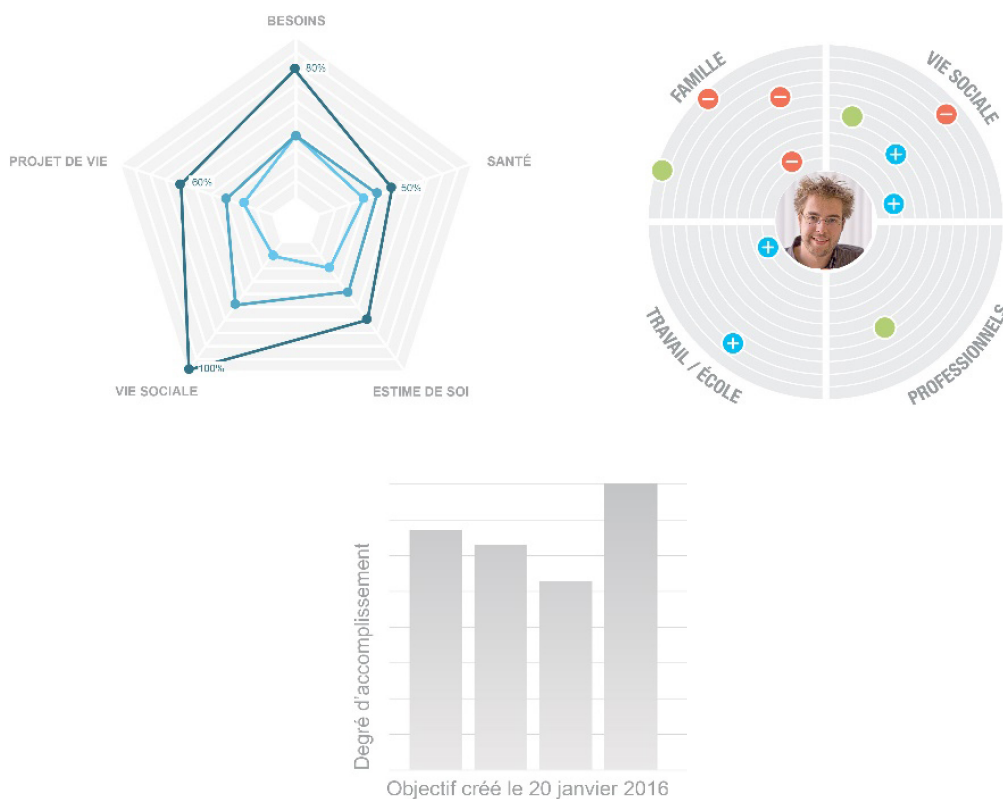 BESOINS
80%
PROJET DE VIE
SANTÉ
60%
50%
100%
VIE SOCIALE
ESTIME DE SOI
FAMILLE
VIE SOCIALE
TRAVAIL / ÉCOLE
PROFESSIONNELS
Degré d'accomplissement
Objectif créé le 20 janvier 2016